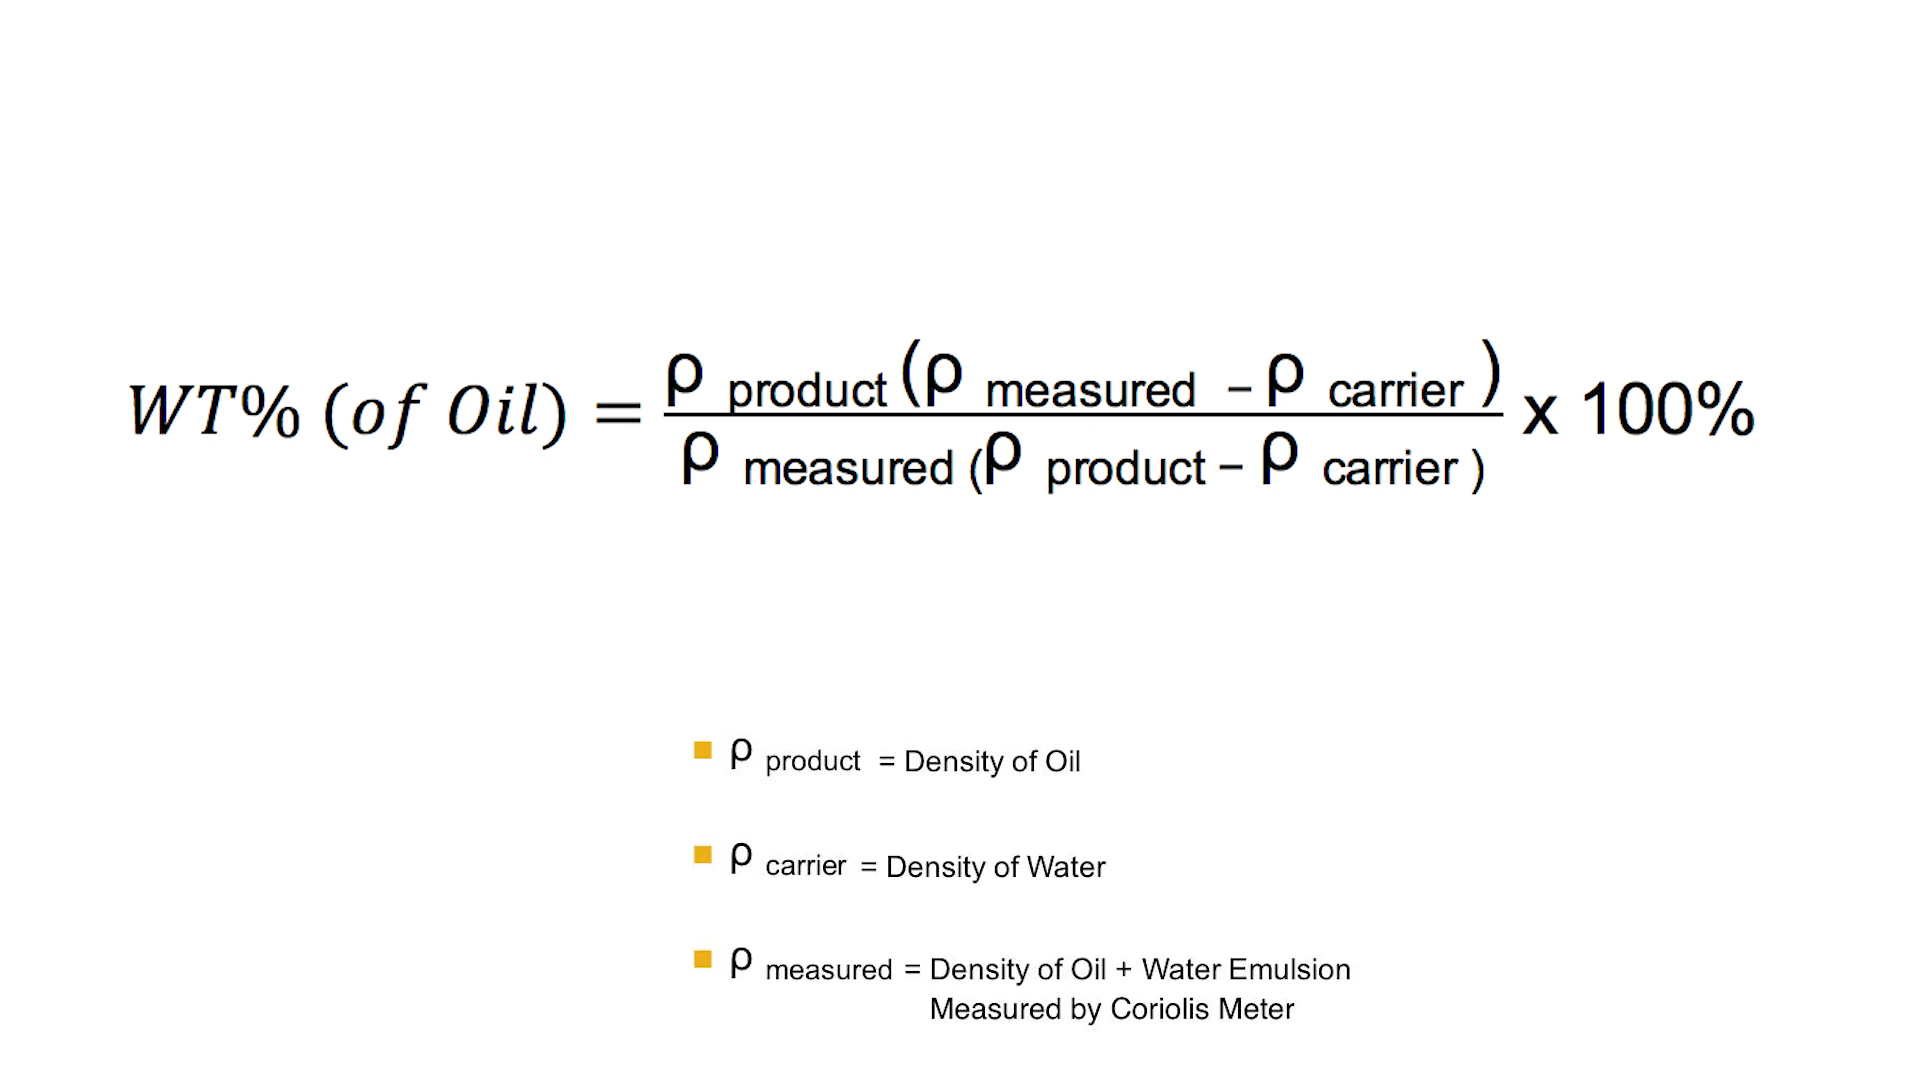 WT% (of Oil) = ρ product (ρ measured – ρ carrier) / ρ measured (ρ product – ρ carrier) x 100%
ρ product = Density of Oil
ρ carrier = Density of Water
ρ measured = Density of Oil + Water Emulsion
Measured by Coriolis Meter